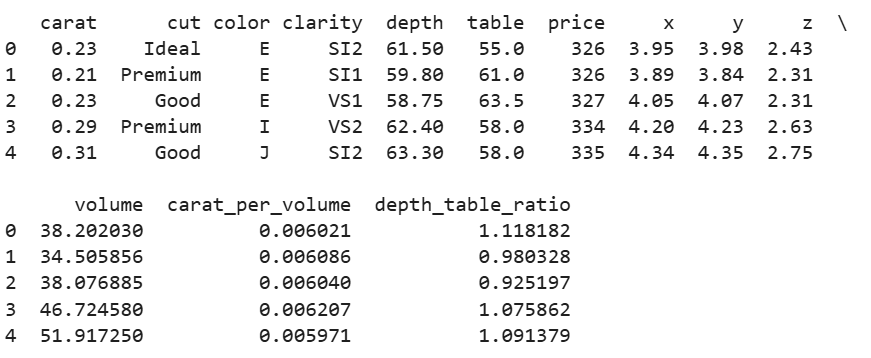 carat cut color clarity depth table price x y z \
0 0.23 Ideal E SI2 61.50 55.0 326 3.95 3.98 2.43
1 0.21 Premium E SI1 59.80 61.0 326 3.89 3.84 2.31
2 0.23 Good E VS1 58.75 63.5 327 4.05 4.07 2.31
3 0.29 Premium I VS2 62.40 58.0 334 4.20 4.23 2.63
4 0.31 Good J SI2 63.30 58.0 335 4.34 4.35 2.75
volume carat_per_volume depth_table_ratio
0 38.202030 0.006021 1.118182
1 34.505856 0.006086 0.980328
2 38.076885 0.006040 0.925197
3 46.724580 0.006207 1.075862
4 51.917250 0.005971 1.091379